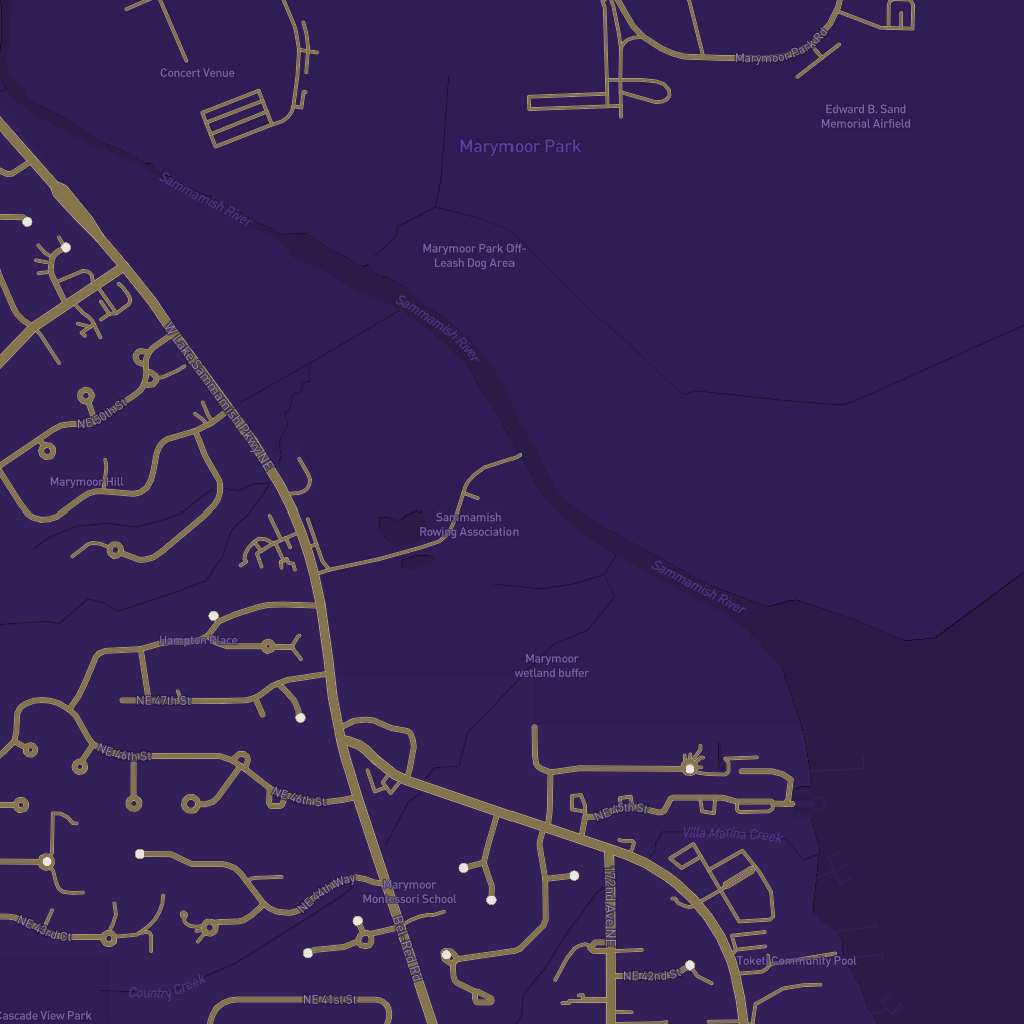 Marymoor Park Rd
Concert Venue
Edward B. Sand
Memorial Airfield
Marymoor Park
Sammamish River
Marymoor Park Off-
Leash Dog Area
Sammamish River
W Lake Sammamish Pkwy NE
NE 50th St
Marymoor Hill
Sammamish
Rowing Association
Sammamish River
Hampton Place
Marymoor
wetland buffer
NE 47th St
NE 46th St
NE 46th St
NE 45th St
Villa Marina Creek
NE 44th Way
Marymoor
Montessori School
172nd Ave NE
NE 43rd Ct
Bel-Red Rd
Toketi Community Pool
NE 42nd St
Country Creek
NE 41st St
Cascade View Park